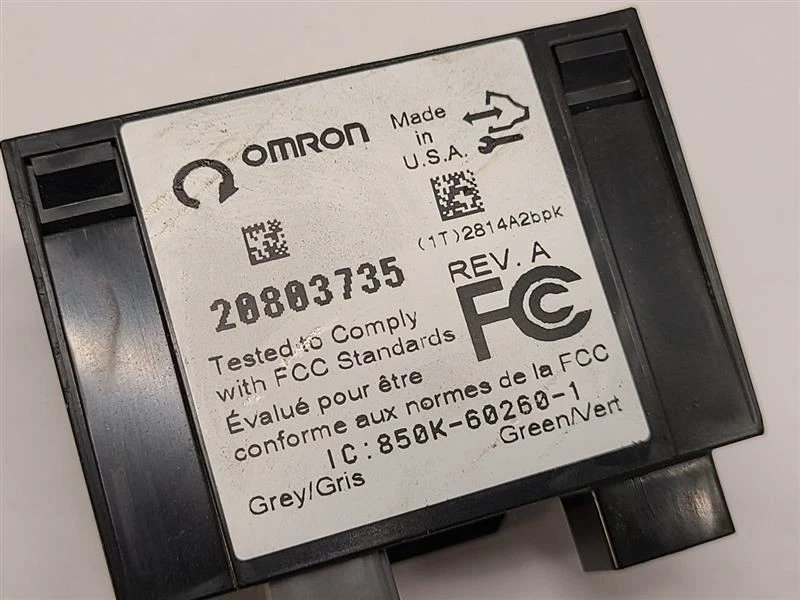 OMRON
Made
in
U.S.A.
(1T)2814A2bpk
20803735
REV. A
FC
Tested to Comply
with FCC Standards
Évalué pour être
conforme aux normes de la FCC
IC:850K-60260-1
Grey/Gris
Green/Vert